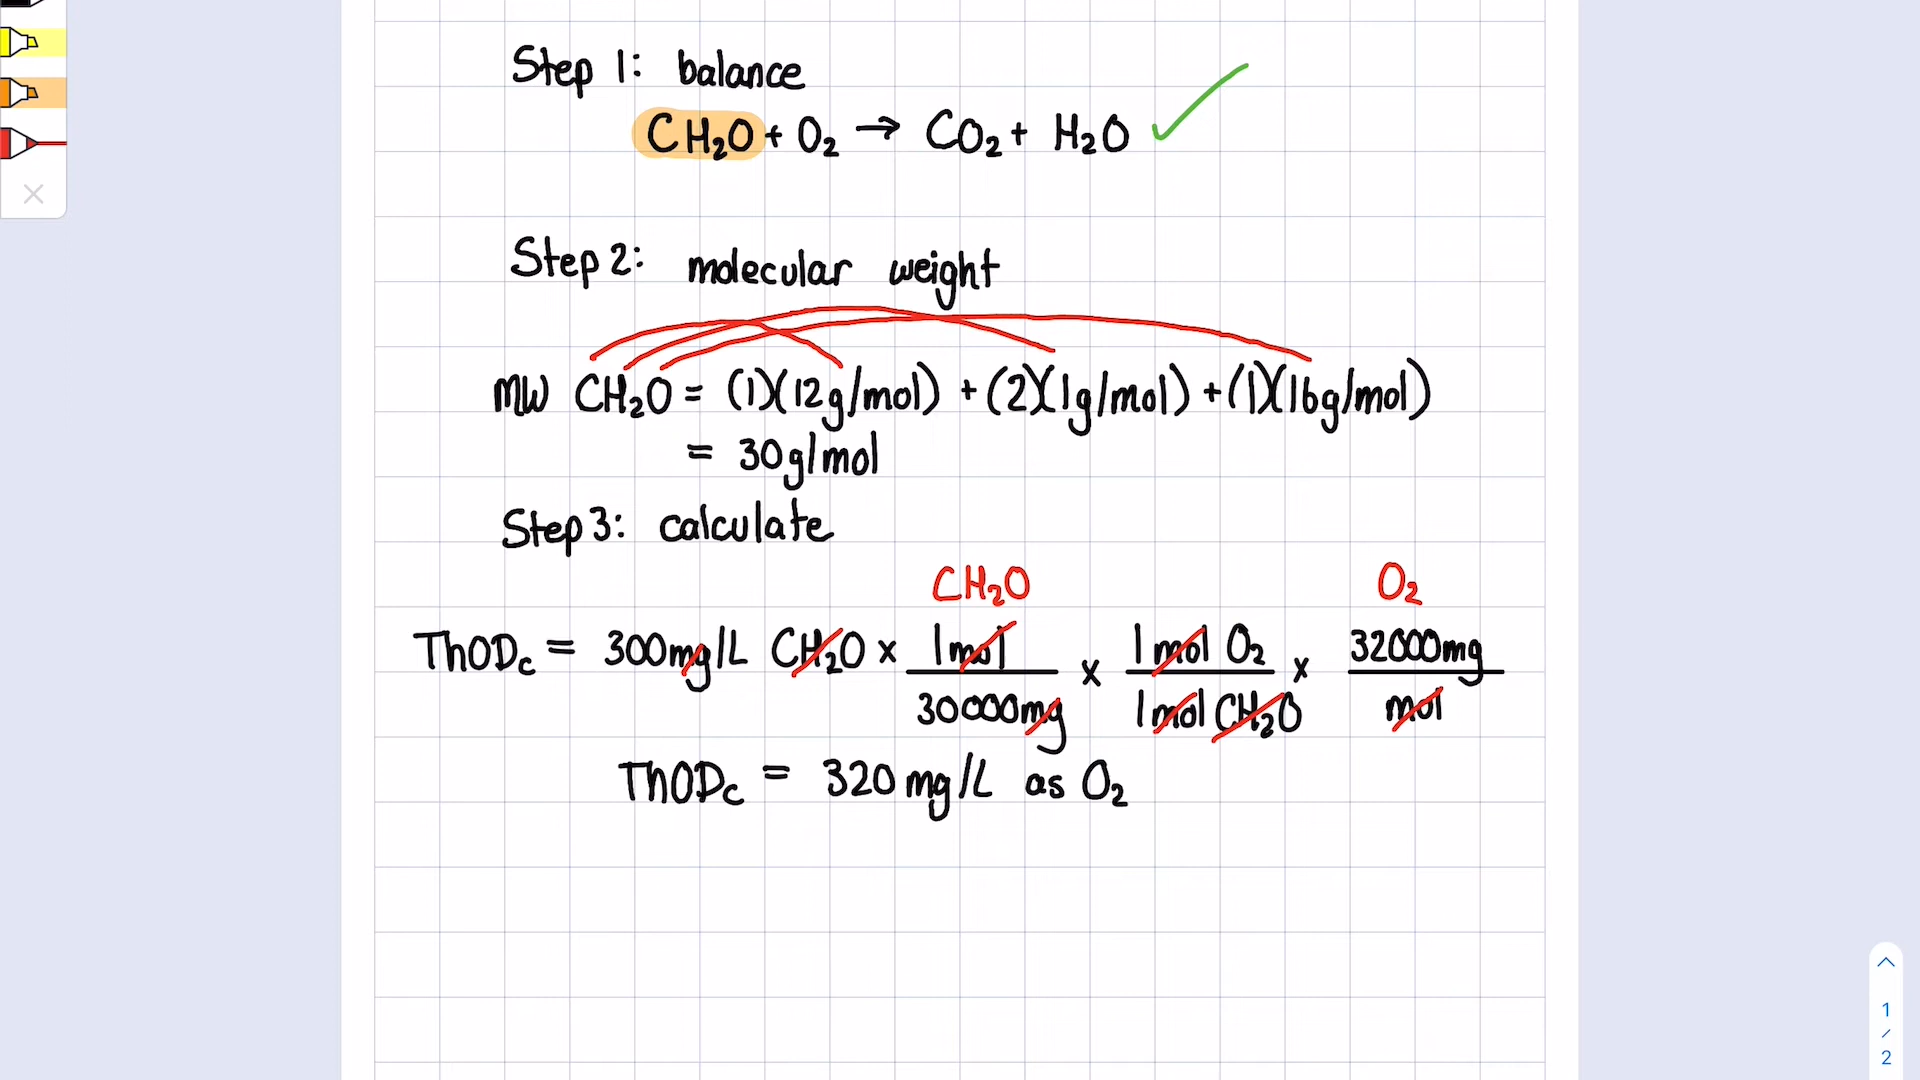 Step 1: balance
CH₂O + O₂ → CO₂ + H₂O ✓
Step 2: molecular weight
MW CH₂O = (1)(12g/mol) + (2)(1g/mol) + (1)(16g/mol)
= 30g/mol
Step 3: calculate
CH₂O O₂
ThODc = 300mg/L CH₂O × 1mol / 30000mg × 1mol O₂ / 1mol CH₂O × 32000mg / mol
ThODc = 320 mg/L as O₂
1
/
2